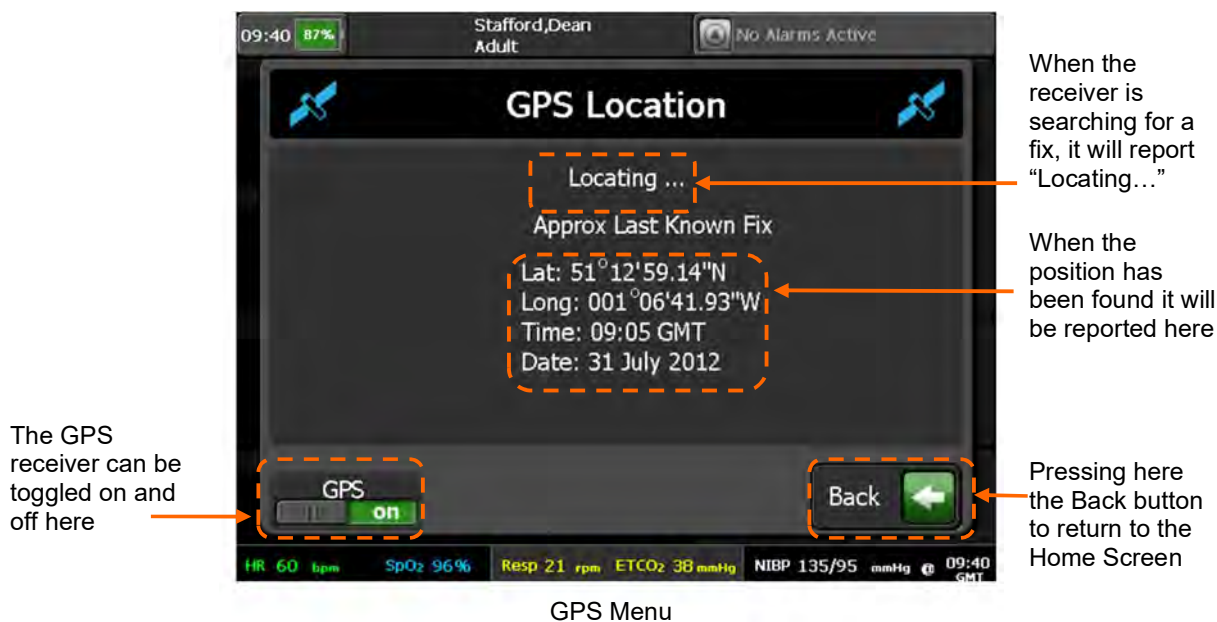 09:40 87% Stafford,Dean No Alarms Active
Adult
GPS Location
Locating ...
Approx Last Known Fix
Lat: 51°12'59.14"N
Long: 001°06'41.93"W
Time: 09:05 GMT
Date: 31 July 2012
GPS
on
Back
HR 60 bpm SpO₂ 96% Resp 21 rpm ETCO₂ 38 mmHg NIBP 135/95 mmHg @ 09:40
GMT
When the
receiver is
searching for a
fix, it will report
“Locating…”
When the
position has
been found it will
be reported here
The GPS
receiver can be
toggled on and
off here
Pressing here
the Back button
to return to the
Home Screen
GPS Menu